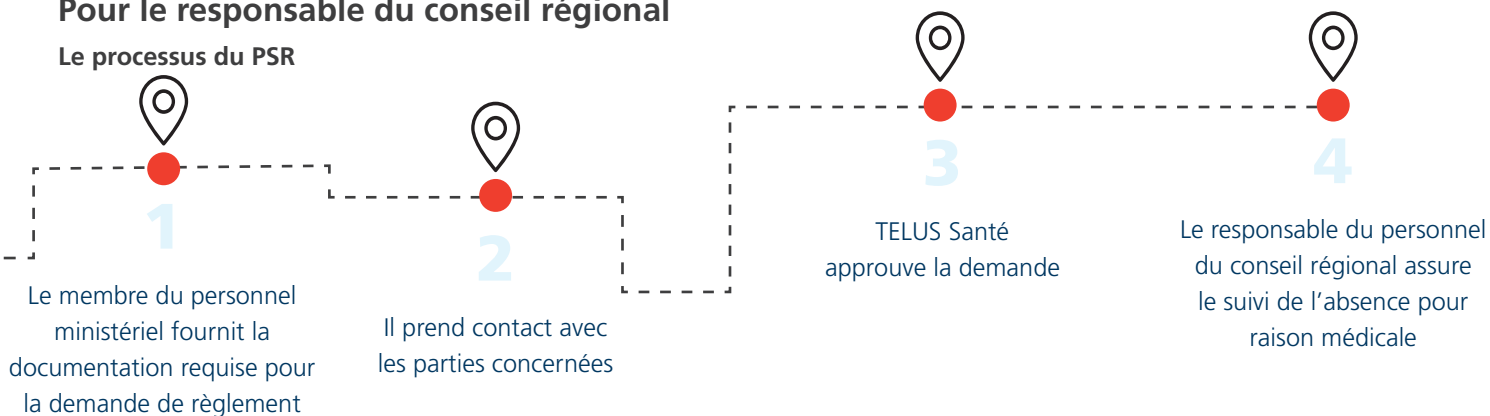 Pour le responsable du conseil régional
Le processus du PSR
1
Le membre du personnel
ministériel fournit la
documentation requise pour
la demande de règlement
2
Il prend contact avec
les parties concernées
3
TELUS Santé
approuve la demande
4
Le responsable du personnel
du conseil régional assure
le suivi de l'absence pour
raison médicale